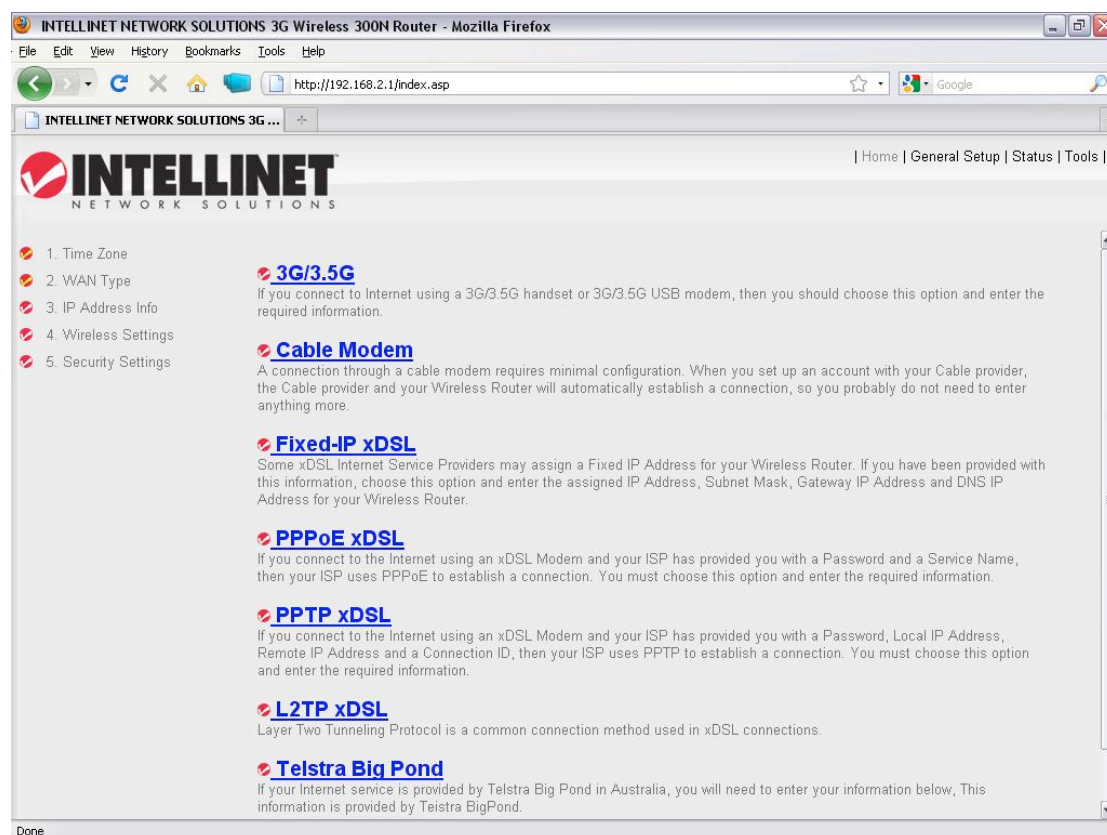 INTELLINET NETWORK SOLUTIONS 3G Wireless 300N Router - Mozilla Firefox
File Edit View History Bookmarks Tools Help
http://192.168.2.1/index.asp
Google
INTELLINET NETWORK SOLUTIONS 3G ...
INTELLINET
NETWORK SOLUTIONS
| Home | General Setup | Status | Tools |
1. Time Zone
2. WAN Type
3. IP Address Info
4. Wireless Settings
5. Security Settings
3G/3.5G
If you connect to Internet using a 3G/3.5G handset or 3G/3.5G USB modem, then you should choose this option and enter the
required information.
Cable Modem
A connection through a cable modem requires minimal configuration. When you set up an account with your Cable provider,
the Cable provider and your Wireless Router will automatically establish a connection, so you probably do not need to enter
anything more.
Fixed-IP xDSL
Some xDSL Internet Service Providers may assign a Fixed IP Address for your Wireless Router. If you have been provided with
this information, choose this option and enter the assigned IP Address, Subnet Mask, Gateway IP Address and DNS IP
Address for your Wireless Router.
PPPoE xDSL
If you connect to the Internet using an xDSL Modem and your ISP has provided you with a Password and a Service Name,
then your ISP uses PPPoE to establish a connection. You must choose this option and enter the required information.
PPTP xDSL
If you connect to the Internet using an xDSL Modem and your ISP has provided you with a Password, Local IP Address,
Remote IP Address and a Connection ID, then your ISP uses PPTP to establish a connection. You must choose this option
and enter the required information.
L2TP xDSL
Layer Two Tunneling Protocol is a common connection method used in xDSL connections.
Telstra Big Pond
If your Internet service is provided by Telstra Big Pond in Australia, you will need to enter your information below, This
information is provided by Teistra BigPond.
Done